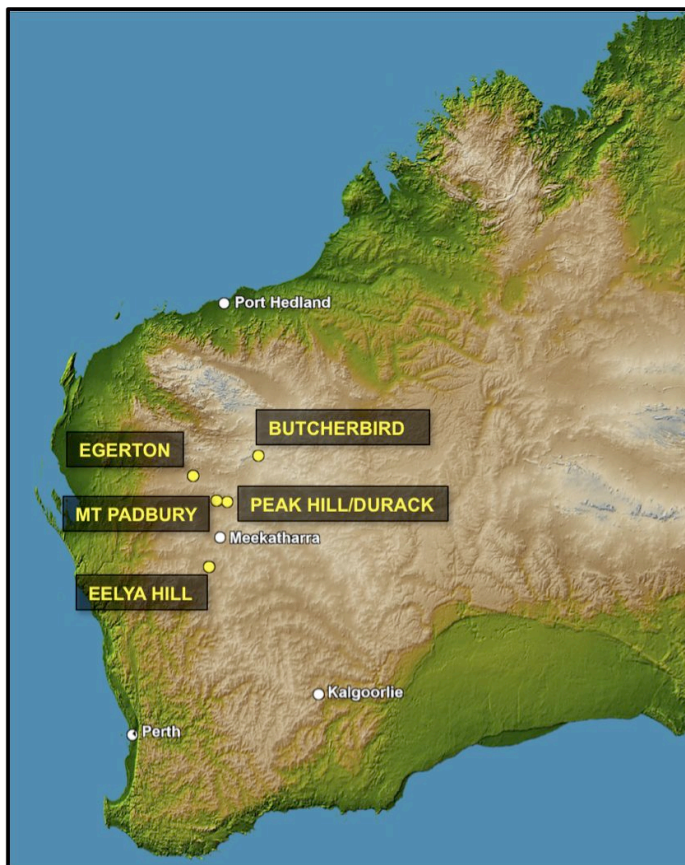 Port Hedland
BUTCHERBIRD
EGERTON
MT PADBURY
PEAK HILL/DURACK
Meekatharra
EELYA HILL
Kalgoorlie
Perth